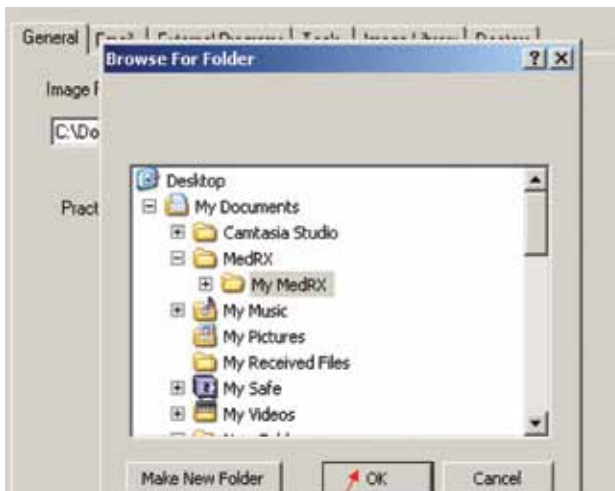 General
Browse For Folder
Image
C:\Do
Desktop
My Documents
Pract
Camtasia Studio
MedRX
My MedRX
My Music
My Pictures
My Received Files
My Safe
My Videos
Make New Folder OK Cancel